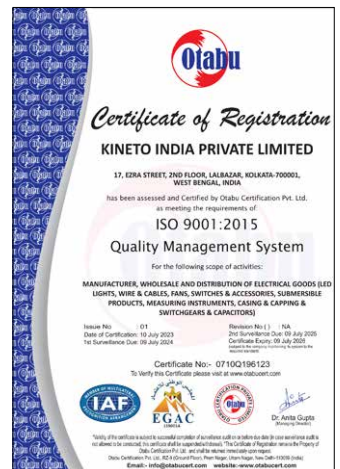 Otabu
Certificate of Registration
KINETO INDIA PRIVATE LIMITED
17, EZRA STREET, 2ND FLOOR, LALBAZAR, KOLKATA-700001,
WEST BENGAL, INDIA
has been assessed and Certified by Otabu Certification Pvt. Ltd.
as meeting the requirements of
ISO 9001:2015
Quality Management System
For the following scope of activities:
MANUFACTURER, WHOLESALE AND DISTRIBUTION OF ELECTRICAL GOODS (LED
LIGHTS, WIRE & CABLES, FANS, SWITCHES & ACCESSORIES, SUBMERSIBLE
PRODUCTS, MEASURING INSTRUMENTS, CASING & CAPPING &
SWITCHGEARS & CAPACITORS)
Issue No : 01 Revision No ( ) : NA
Date of Certification: 10 July 2023 2nd Surveillance Due: 09 July 2025
1st Surveillance Due: 09 July 2024 Certificate Expiry: 09 July 2026
Certificate No:- 0710Q196123
To Verify this Certificate please visit at www.otabucert.com
IAF
EGAC
Otabu
Dr. Anita Gupta
(Managing Director)
Email:- info@otabucert.com website:-www.otabucert.com